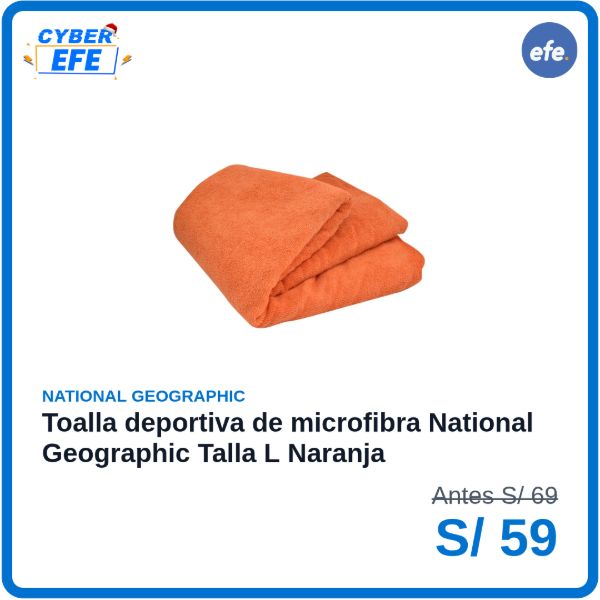 CYBER
EFE
efe.
NATIONAL GEOGRAPHIC
Toalla deportiva de microfibra National
Geographic Talla L Naranja
Antes S/ 69
S/ 59